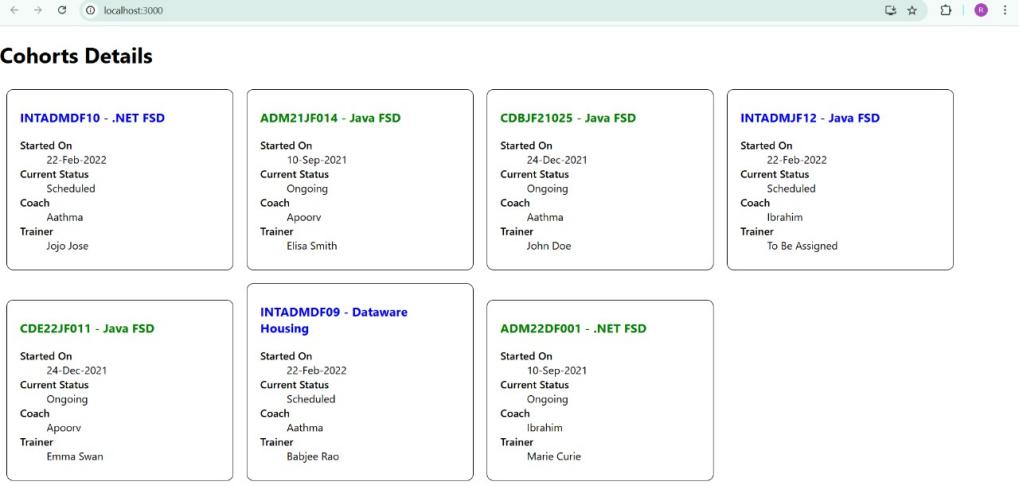 localhost:3000
R
Cohorts Details
INTADMDF10 - .NET FSD
Started On
22-Feb-2022
Current Status
Scheduled
Coach
Aathma
Trainer
Jojo Jose
ADM21JF014 - Java FSD
Started On
10-Sep-2021
Current Status
Ongoing
Coach
Apoorv
Trainer
Elisa Smith
CDBJF21025 - Java FSD
Started On
24-Dec-2021
Current Status
Ongoing
Coach
Aathma
Trainer
John Doe
INTADMJF12 - Java FSD
Started On
22-Feb-2022
Current Status
Scheduled
Coach
Ibrahim
Trainer
To Be Assigned
CDE22JF011 - Java FSD
Started On
24-Dec-2021
Current Status
Ongoing
Coach
Apoorv
Trainer
Emma Swan
INTADMDF09 - Dataware
Housing
Started On
22-Feb-2022
Current Status
Scheduled
Coach
Aathma
Trainer
Babjee Rao
ADM22DF001 - .NET FSD
Started On
10-Sep-2021
Current Status
Ongoing
Coach
Ibrahim
Trainer
Marie Curie